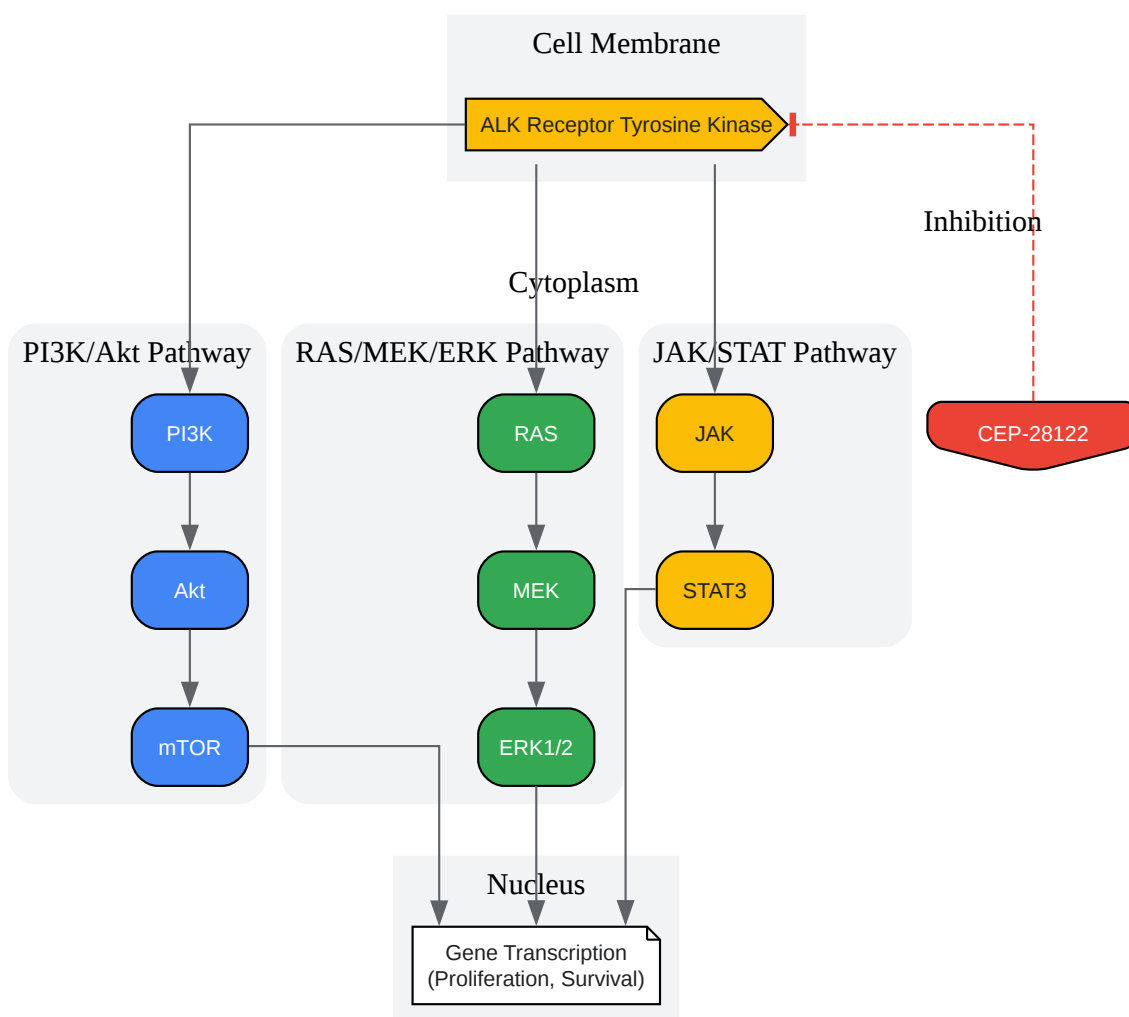 Cell Membrane
ALK Receptor Tyrosine Kinase
Inhibition
Cytoplasm
PI3K/Akt Pathway
RAS/MEK/ERK Pathway
JAK/STAT Pathway
PI3K
RAS
JAK
CEP-28122
Akt
MEK
STAT3
mTOR
ERK1/2
Nucleus
Gene Transcription
(Proliferation, Survival)